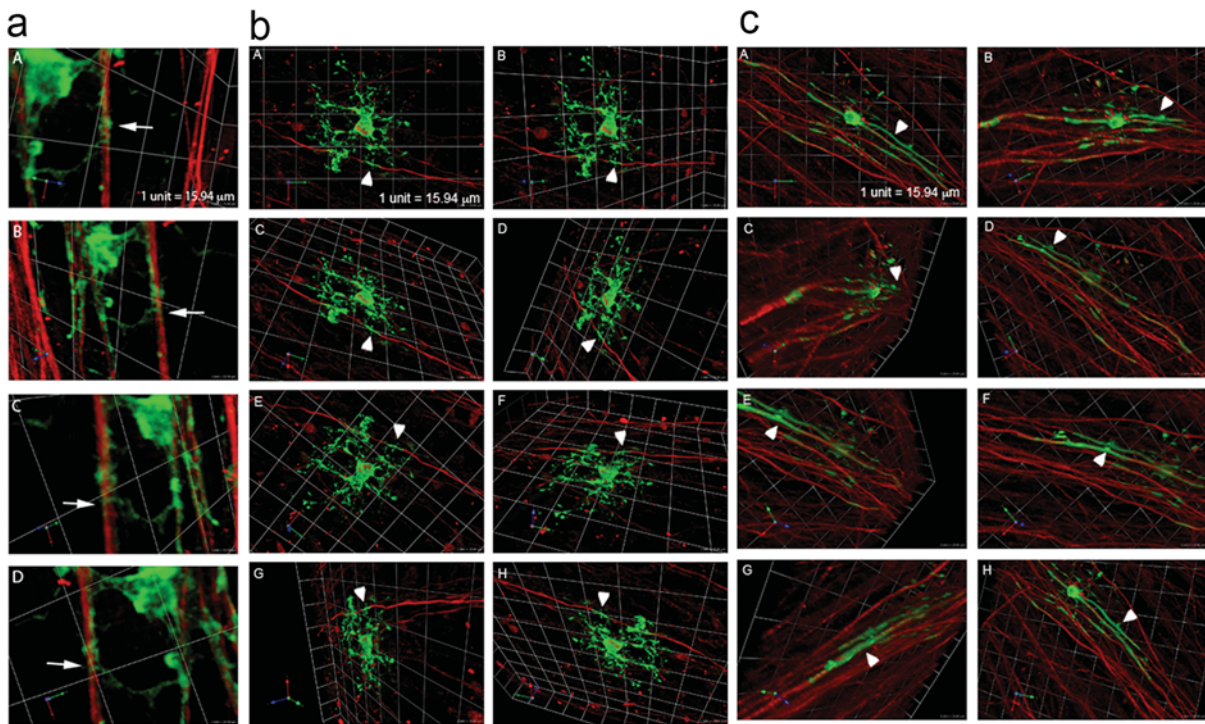 a
b
c
A
1 unit = 15.94 µm
B
C
D
A
1 unit = 15.94 µm
B
C
D
E
F
G
H
A
1 unit = 15.94 µm
B
C
D
E
F
G
H